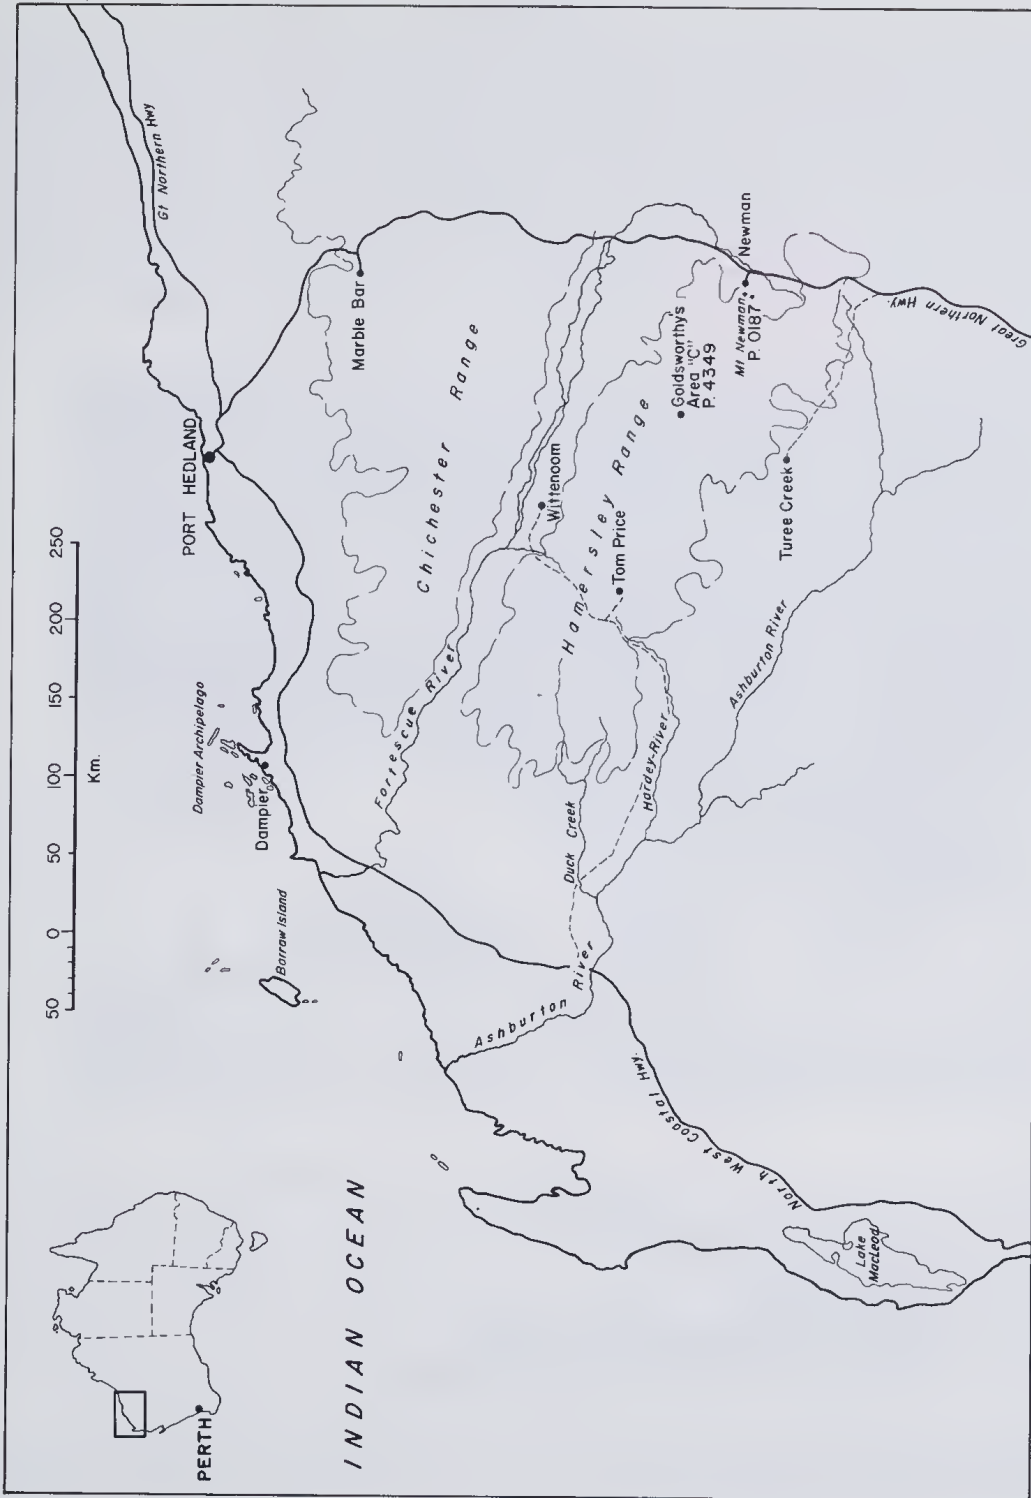 Gt Northern Hwy
PORT HEDLAND
50 0 50 100 150 200 250
Km.
Dampier Archipelago
Dampier
Barrow Island
Marble Bar
Chichester Range
Fortescue River
Wittenoom
Hamersley Range
Tom Price
Goldsworthys
Area "C"
P. 4349
Newman
Mt Newman
P. 0187
Great Northern Hwy.
Turee Creek
Ashburton River
Hardey-River
Duck Creek
Ashburton River
North West Coastal Hwy.
Lake
MacLeod
INDIAN OCEAN
PERTH